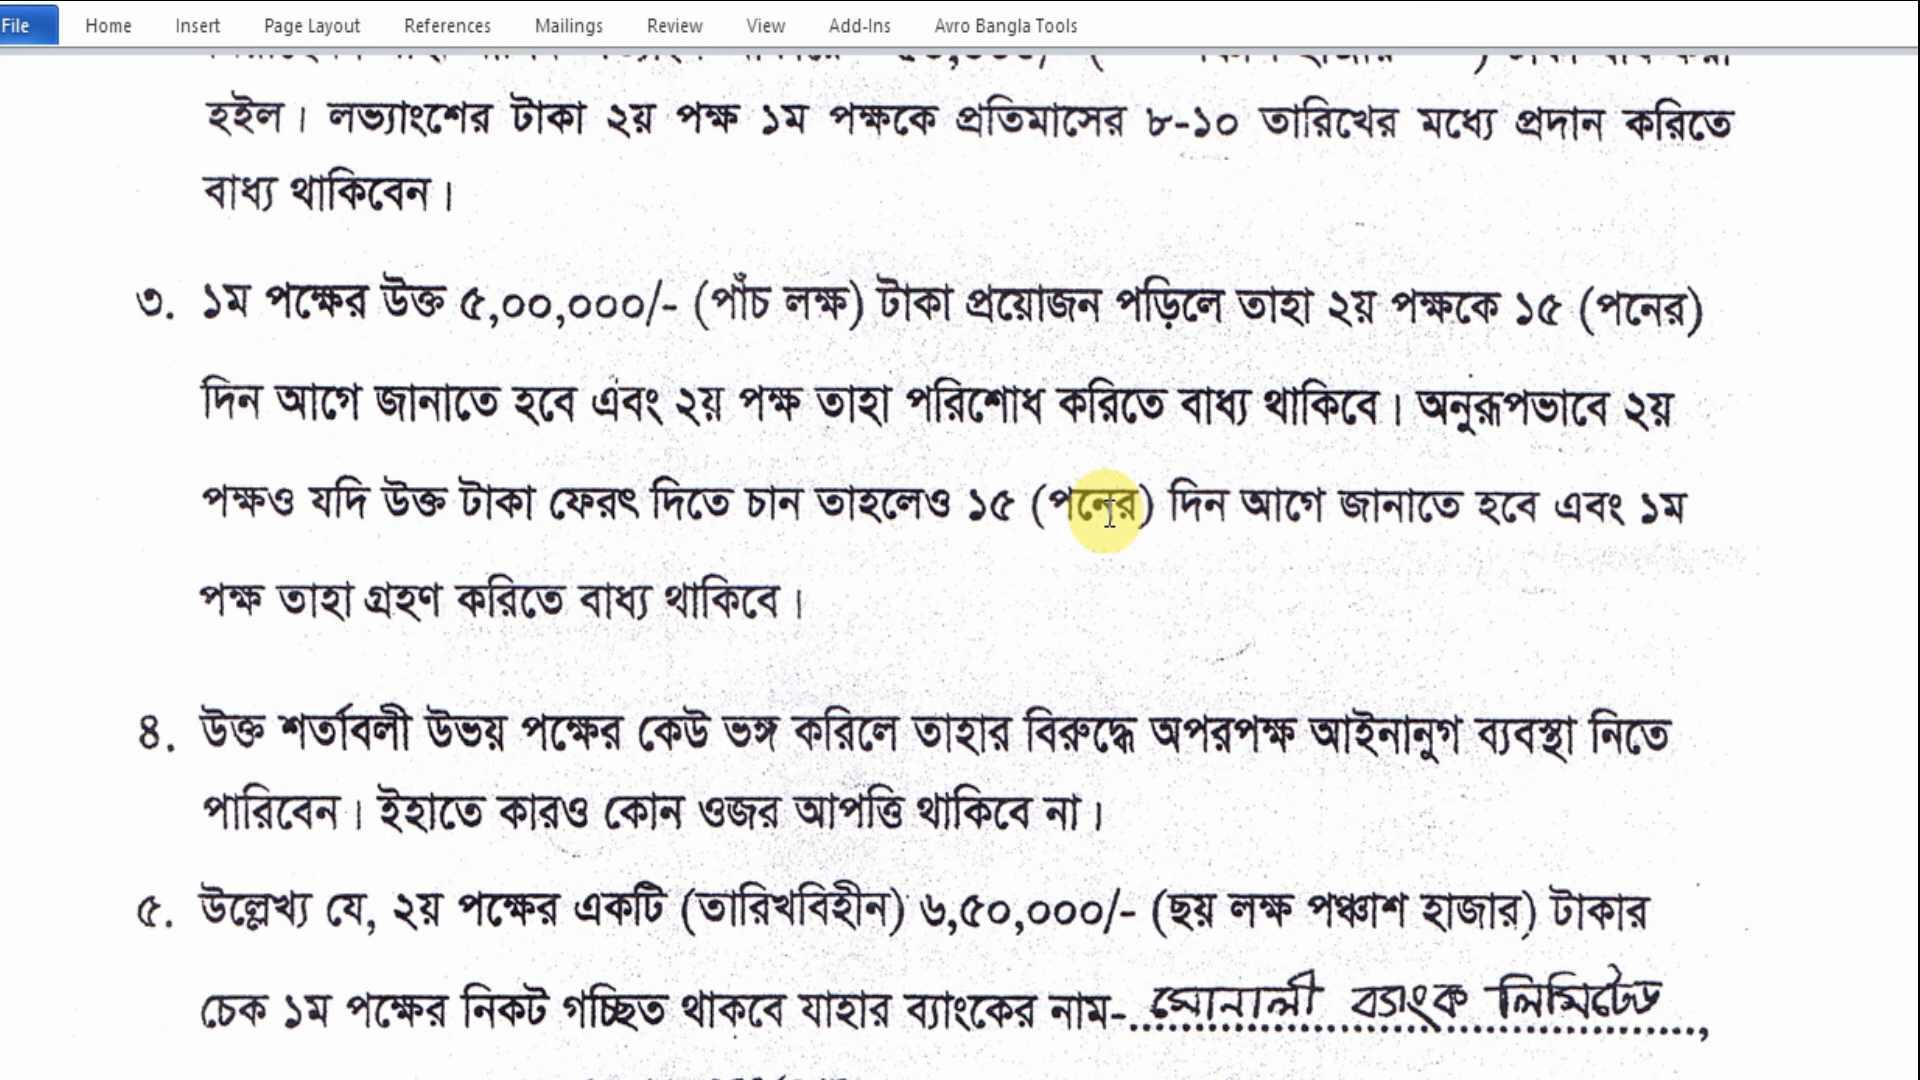 File Home Insert Page Layout References Mailings Review View Add-Ins Avro Bangla Tools
হইল। লভ্যাংশের টাকা ২য় পক্ষ ১ম পক্ষকে প্রতিমাসের ৮-১০ তারিখের মধ্যে প্রদান করিতে
বাধ্য থাকিবেন।
৩. ১ম পক্ষের উক্ত ৫,০০,০০০/- (পাঁচ লক্ষ) টাকা প্রয়োজন পড়িলে তাহা ২য় পক্ষকে ১৫ (পনের)
দিন আগে জানাতে হবে এবং ২য় পক্ষ তাহা পরিশোধ করিতে বাধ্য থাকিবে। অনুরূপভাবে ২য়
পক্ষও যদি উক্ত টাকা ফেরৎ দিতে চান তাহলেও ১৫ (পনের) দিন আগে জানাতে হবে এবং ১ম
পক্ষ তাহা গ্রহণ করিতে বাধ্য থাকিবে।
৪. উক্ত শর্তাবলী উভয় পক্ষের কেউ ভঙ্গ করিলে তাহার বিরুদ্ধে অপরপক্ষ আইনানুগ ব্যবস্থা নিতে
পারিবেন। ইহাতে কারও কোন ওজর আপত্তি থাকিবে না।
৫. উল্লেখ্য যে, ২য় পক্ষের একটি (তারিখবিহীন) ৬,৫০,০০০/- (ছয় লক্ষ পঞ্চাশ হাজার) টাকার
চেক ১ম পক্ষের নিকট গচ্ছিত থাকবে যাহার ব্যাংকের নাম- সোনালী ব্যাংক লিমিটেড,